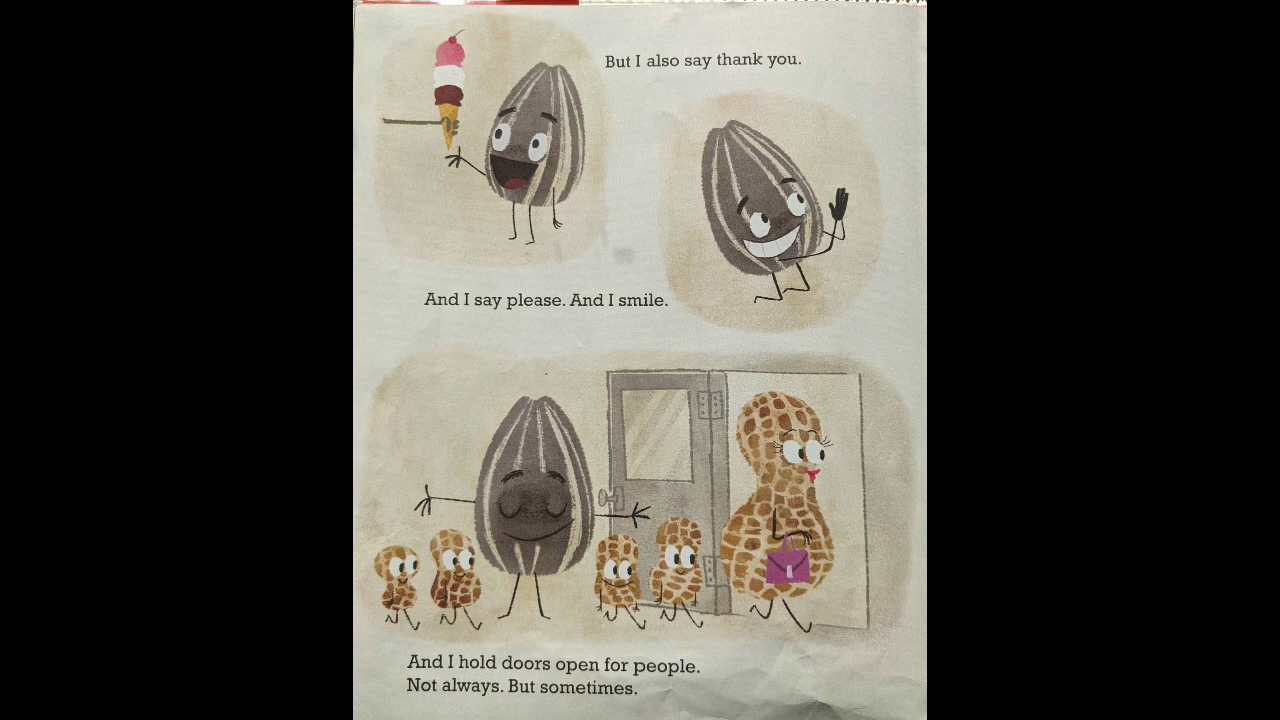 But I also say thank you.
And I say please. And I smile.
And I hold doors open for people.
Not always. But sometimes.